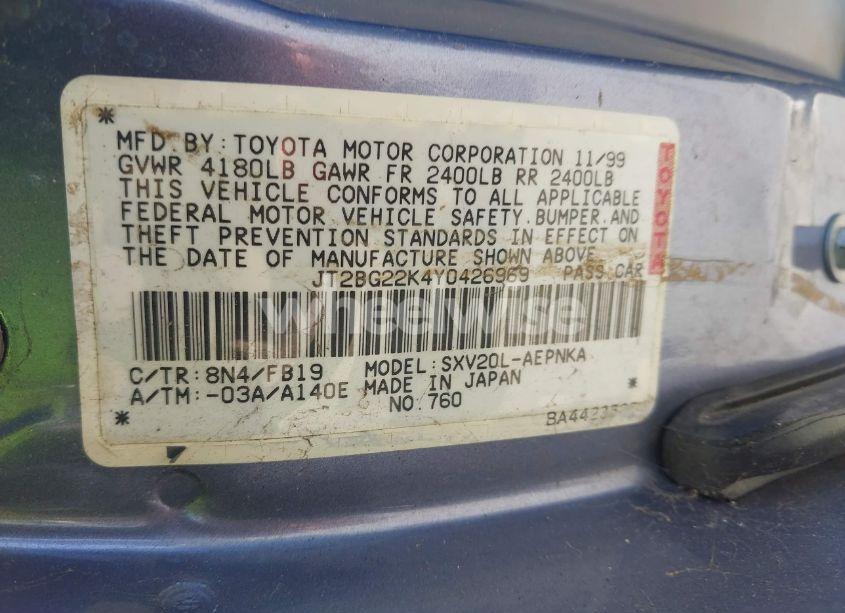 *
MFD.BY:TOYOTA MOTOR CORPORATION 11/99
GVWR 4180LB GAWR FR 2400LB RR 2400LB
THIS VEHICLE CONFORMS TO ALL APPLICABLE
FEDERAL MOTOR VEHICLE SAFETY.BUMPER.AND
THEFT PREVENTION STANDARDS IN EFFECT ON
THE DATE OF MANUFACTURE SHOWN ABOVE.
JT2BG22K4Y0426969 PASS CAR
TOYOTA
wheelwise
C/TR:8N4/FB19 MODEL:SXV20L-AEPNKA
A/TM:-03A/A140E MADE IN JAPAN
NO.760
* *